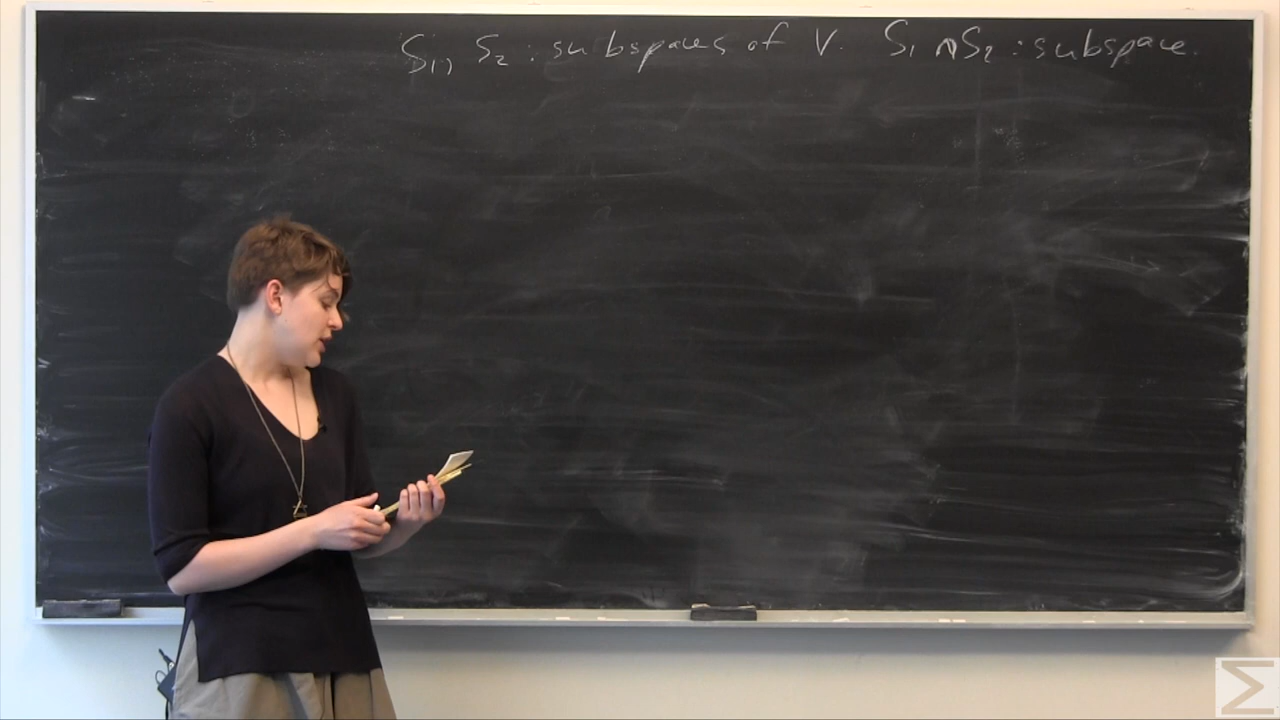 S₁, S₂ : subspaces of V. S₁ ∩ S₂ : subspace.
Σ